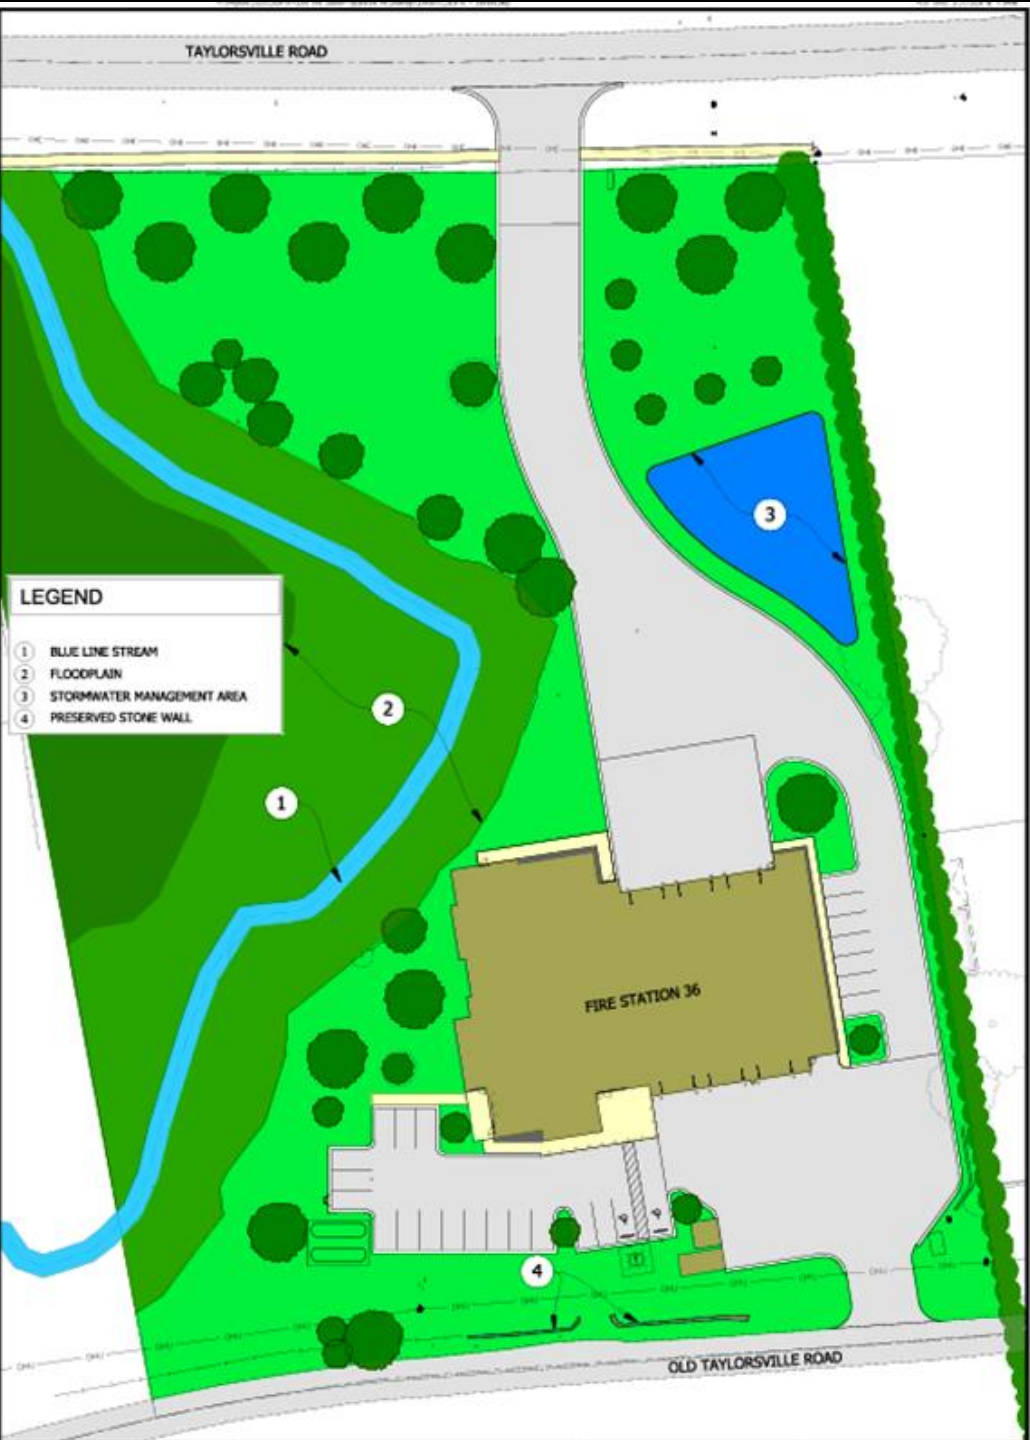 TAYLORSVILLE ROAD
3
LEGEND
1 BLUE LINE STREAM
2 FLOODPLAIN
3 STORMWATER MANAGEMENT AREA
4 PRESERVED STONE WALL
2
1
FIRE STATION 36
4
OLD TAYLORSVILLE ROAD